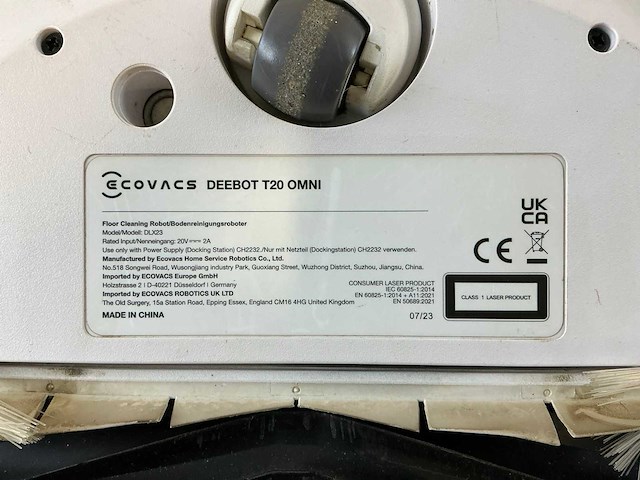 ECOVACS DEEBOT T20 OMNI
Floor Cleaning Robot/Bodenreinigungsroboter
Model/Modell: DLX23
Rated Input/Nenneingang: 20V 2A
Use only with Power Supply (Docking Station) CH2232./Nur mit Netzteil (Dockingstation) CH2232 verwenden.
Manufactured by Ecovacs Home Service Robotics Co., Ltd.
No.518 Songwei Road, Wusongjiang Industry Park, Guoxiang Street, Wuzhong District, Suzhou, Jiangsu, China.
Imported by ECOVACS Europe GmbH
Holzstrasse 2 I D-40221 Düsseldorf I Germany
Imported by ECOVACS ROBOTICS UK LTD
The Old Surgery, 15a Station Road, Epping Essex, England CM16 4HG United Kingdom
MADE IN CHINA
CONSUMER LASER PRODUCT
IEC 60825-1:2014
EN 60825-1:2014 + A11:2021
EN 50689:2021
07/23
UK
CA
CE
CLASS 1 LASER PRODUCT